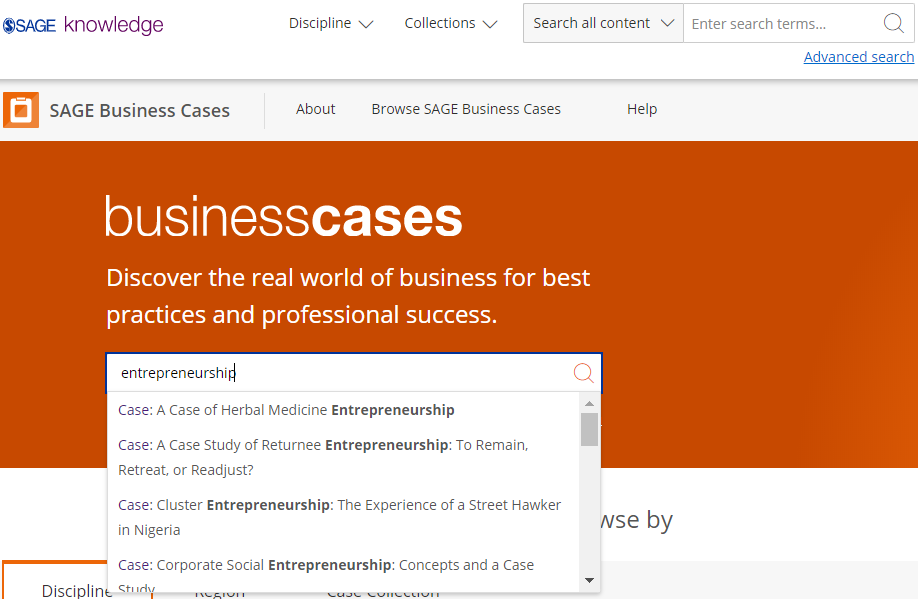 SAGE knowledge
Discipline
Collections
Search all content
Enter search terms...
Advanced search
SAGE Business Cases
About
Browse SAGE Business Cases
Help
businesscases
Discover the real world of business for best
practices and professional success.
entrepreneurship
Case: A Case of Herbal Medicine Entrepreneurship
Case: A Case Study of Returnee Entrepreneurship: To Remain,
Retreat, or Readjust?
Case: Cluster Entrepreneurship: The Experience of a Street Hawker
in Nigeria
wse by
Case: Corporate Social Entrepreneurship: Concepts and a Case
Study
Discipline
Region
Case Collection